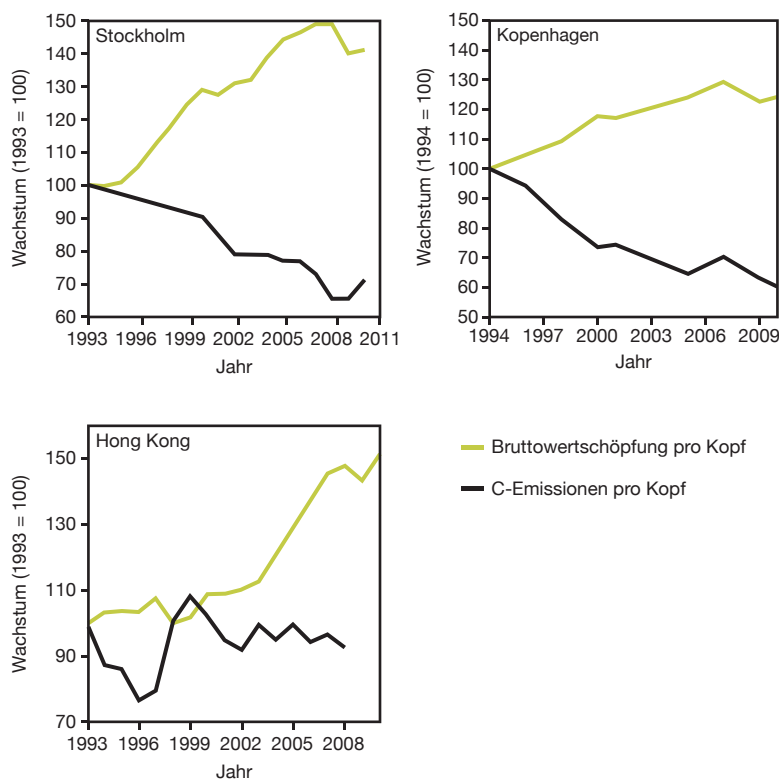 Stockholm
Wachstum (1993 = 100)
150
140
130
120
110
100
90
80
70
60
1993 1996 1999 2002 2005 2008 2011
Jahr
Kopenhagen
Wachstum (1994 = 100)
150
140
130
120
110
100
90
80
70
60
50
1994 1997 2000 2003 2006 2009
Jahr
Hong Kong
Wachstum (1993 = 100)
150
130
110
90
70
1993 1996 1999 2002 2005 2008
Jahr
Bruttowertschöpfung pro Kopf
C-Emissionen pro Kopf